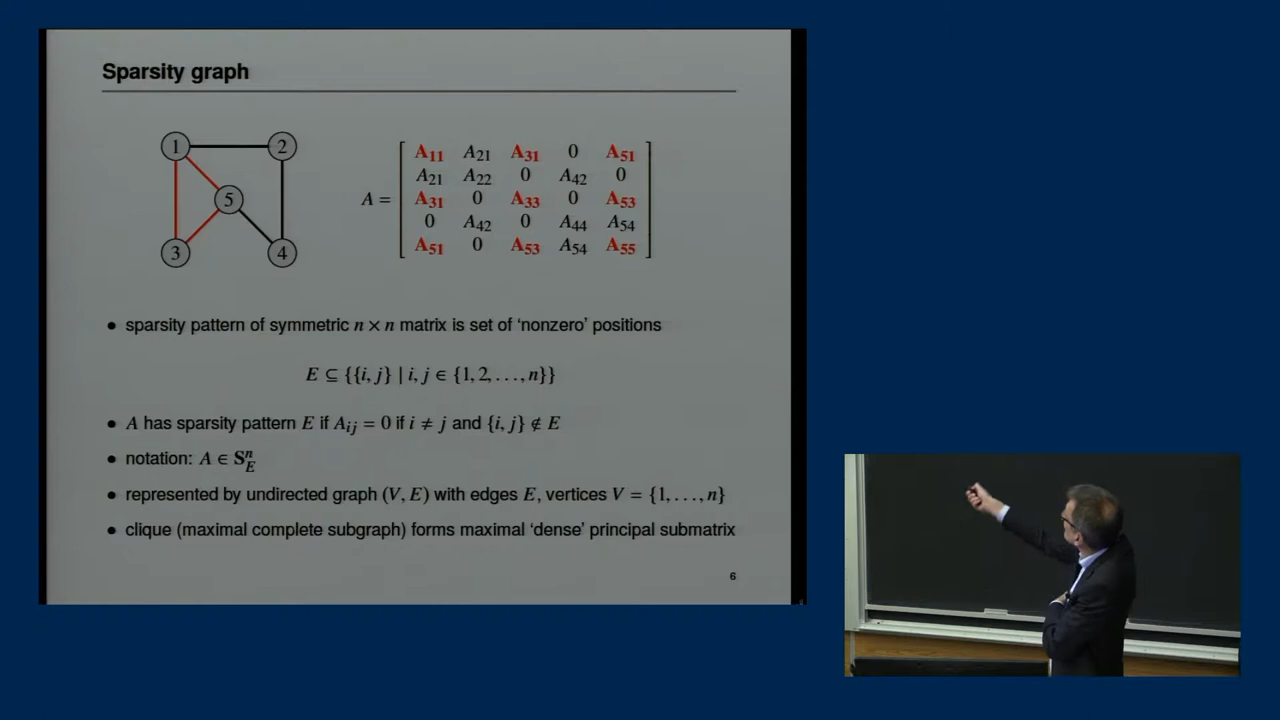 Sparsity graph
1 2
5
3 4
A =
A11 A21 A31 0 A51
A21 A22 0 A42 0
A31 0 A33 0 A53
0 A42 0 A44 A54
A51 0 A53 A54 A55
• sparsity pattern of symmetric n × n matrix is set of ‘nonzero’ positions
E ⊆ {{i, j} | i, j ∈ {1, 2, . . . , n}}
• A has sparsity pattern E if Aij = 0 if i ≠ j and {i, j} ∉ E
• notation: A ∈ S^n_E
• represented by undirected graph (V, E) with edges E, vertices V = {1, . . . , n}
• clique (maximal complete subgraph) forms maximal ‘dense’ principal submatrix
6